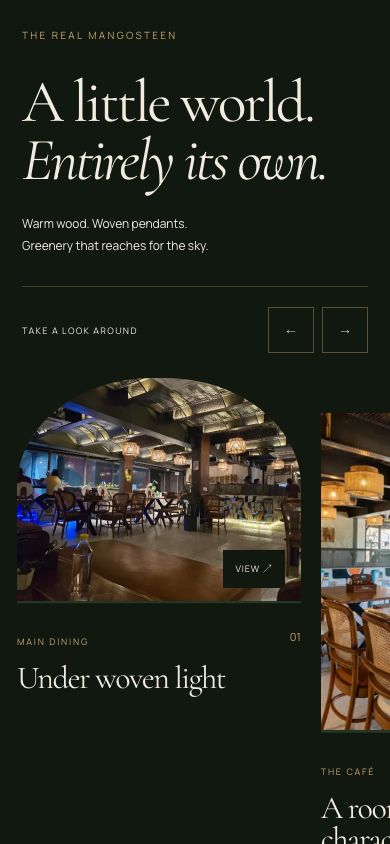 THE REAL MANGOSTEEN
A little world.
Entirely its own.
Warm wood. Woven pendants.
Greenery that reaches for the sky.
TAKE A LOOK AROUND
← →
VIEW ↗
MAIN DINING
01
Under woven light
THE CAFÉ
A roo
charac